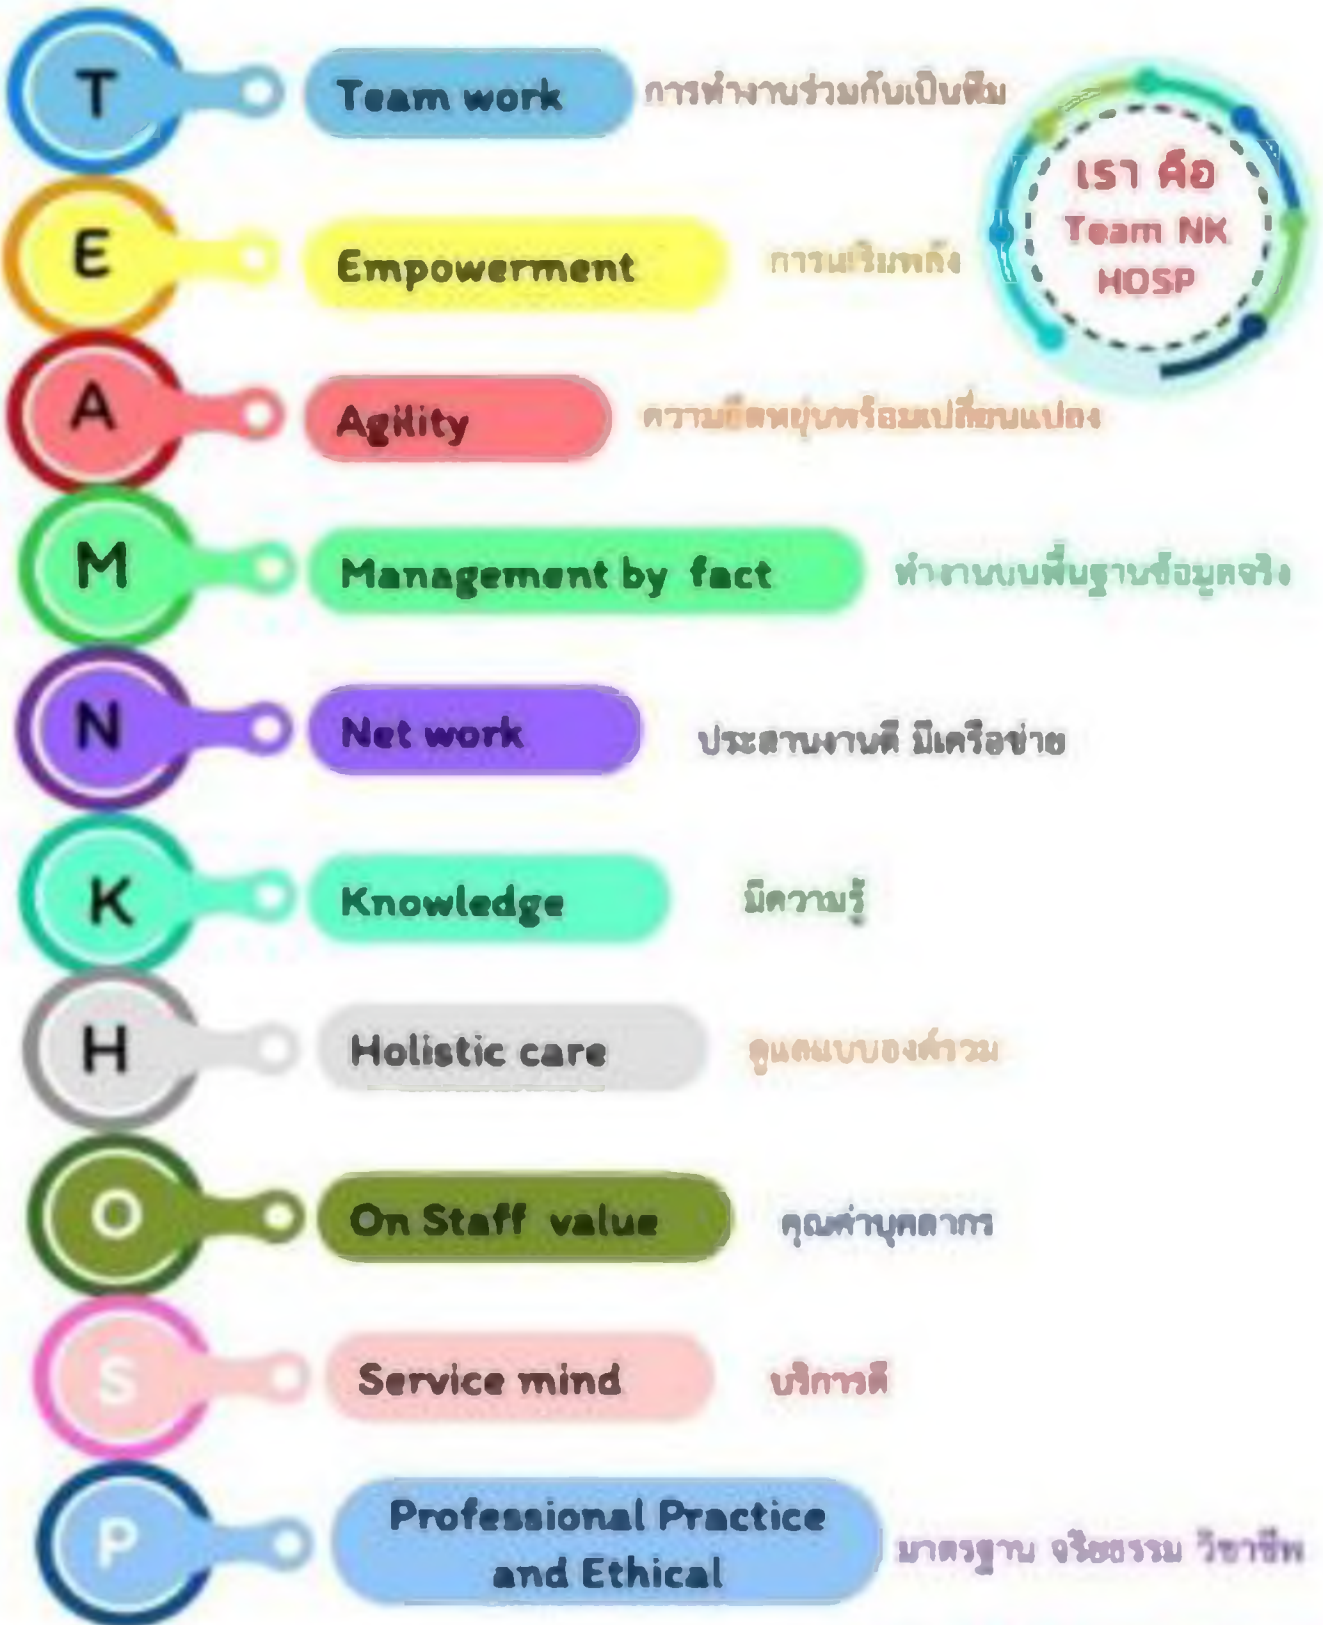 T Team work การทำงานร่วมกันเป็นทีม
เรา คือ
Team NK
HOSP
E Empowerment การเสริมพลัง
A Agility ความยืดหยุ่นพร้อมเปลี่ยนแปลง
M Management by fact ทำงานบนพื้นฐานข้อมูลจริง
N Net work ประสานงานดี มีเครือข่าย
K Knowledge มีความรู้
H Holistic care ดูแลแบบองค์รวม
O On Staff value คุณค่าบุคลากร
S Service mind บริการดี
P Professional Practice
and Ethical มาตรฐาน จริยธรรม วิชาชีพ